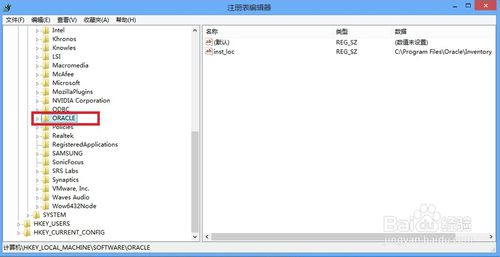 注册表编辑器
文件(F) 编辑(E) 查看(V) 收藏夹(A) 帮助(H)
Intel
Khronos
Knowles
LSI
Macromedia
McAfee
Microsoft
MozillaPlugins
NVIDIA Corporation
ODBC
ORACLE
Policies
Realtek
RegisteredApplications
SAMSUNG
SonicFocus
SRS Labs
Synaptics
VMware, Inc.
Waves Audio
Wow6432Node
SYSTEM
HKEY_USERS
HKEY_CURRENT_CONFIG
名称 类型 数据
(默认) REG_SZ (数值未设置)
inst_loc REG_SZ C:\Program Files\Oracle\Inventory
计算机\HKEY_LOCAL_MACHINE\SOFTWARE\ORACLE
Bai 百度 经验
jingyan.baidu.com